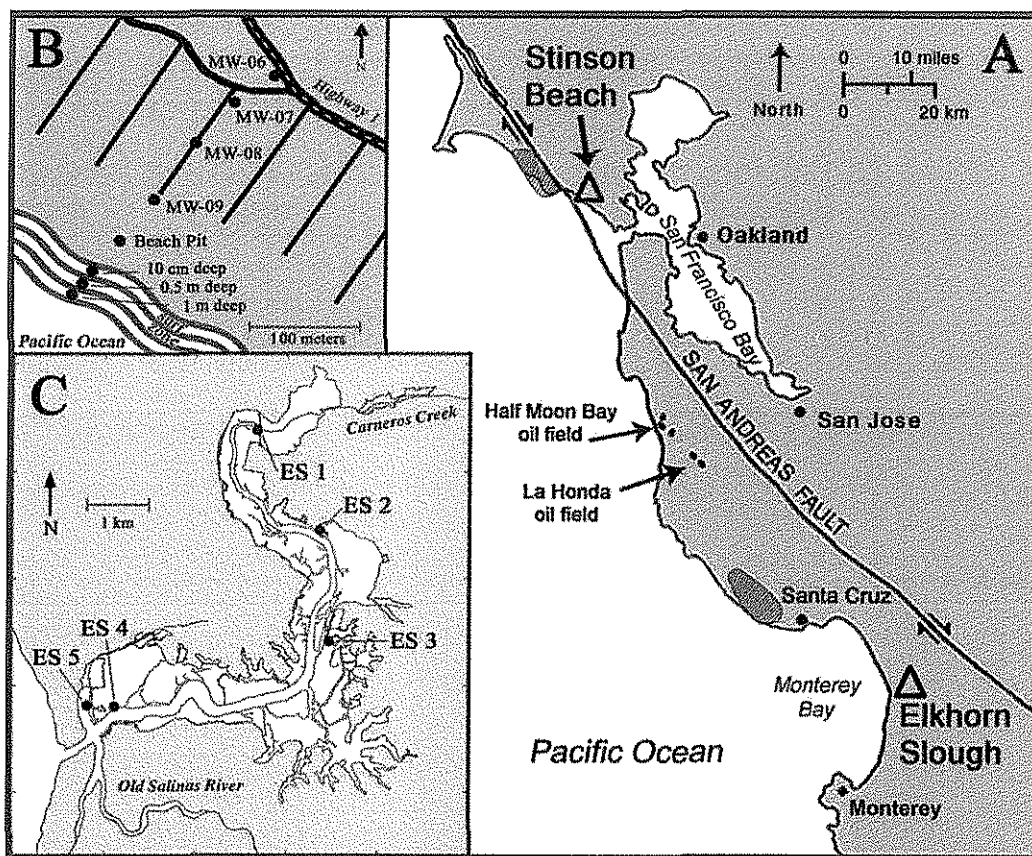 B
N
MW-06
Highway 1
MW-07
MW-08
MW-09
Beach Pit
10 cm deep
0.5 m deep
1 m deep
surf
zone
Pacific Ocean
100 meters
A
Stinson
Beach
North
0 10 miles
0 20 km
San Francisco Bay
Oakland
San Jose
SAN ANDREAS FAULT
Half Moon Bay
oil field
La Honda
oil field
Santa Cruz
Monterey
Bay
Elkhorn
Slough
Pacific Ocean
Monterey
C
N
1 km
Carneros Creek
ES 1
ES 2
ES 3
ES 4
ES 5
Old Salinas River